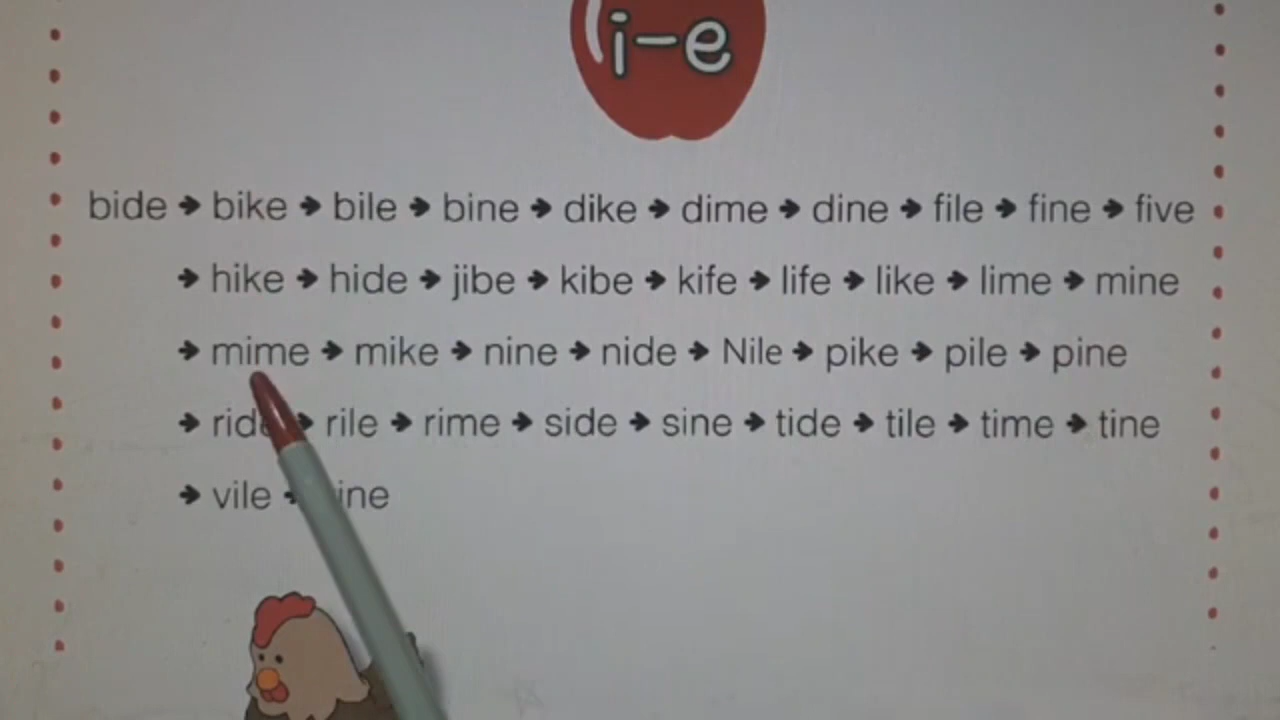 i-e
bide → bike → bile → bine → dike → dime → dine → file → fine → five
→ hike → hide → jibe → kibe → kife → life → like → lime → mine
→ mime → mike → nine → nide → Nile → pike → pile → pine
→ → rile → rime → side → sine → tide → tile → time → tine
→ vile →